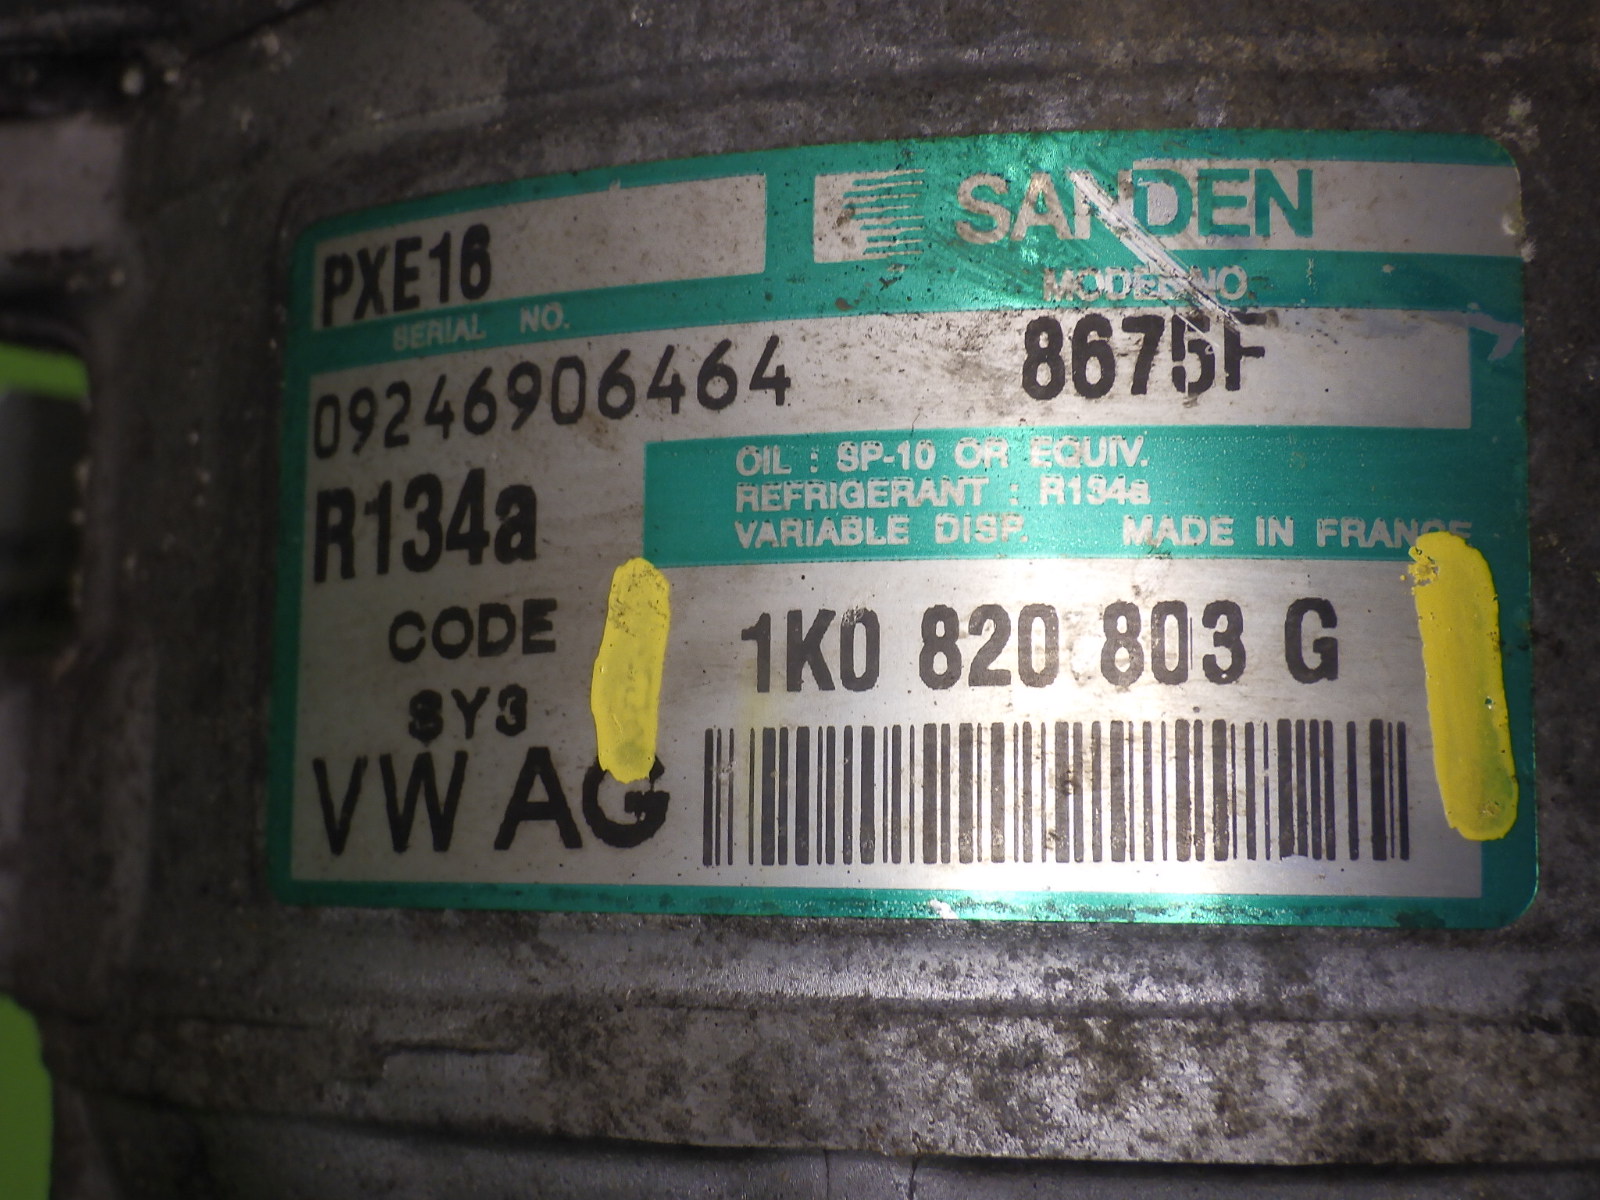 PXE16
SANDEN
SERIAL NO.
MODEL NO.
09246906464
8675F
R134a
OIL : SP-10 OR EQUIV.
REFRIGERANT : R134a
VARIABLE DISP. MADE IN FRANCE
CODE
SY3
1K0 820 803 G
VW AG